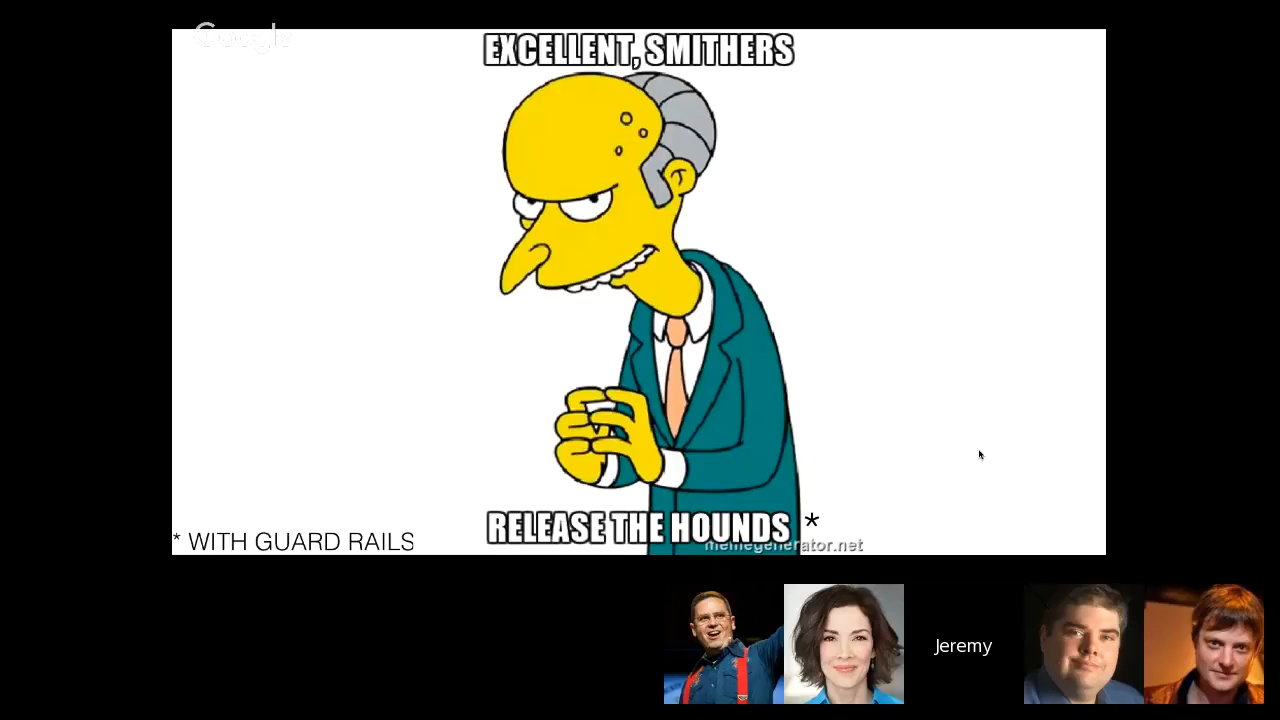 Google
EXCELLENT, SMITHERS
RELEASE THE HOUNDS *
* WITH GUARD RAILS
memegenerator.net
Jeremy